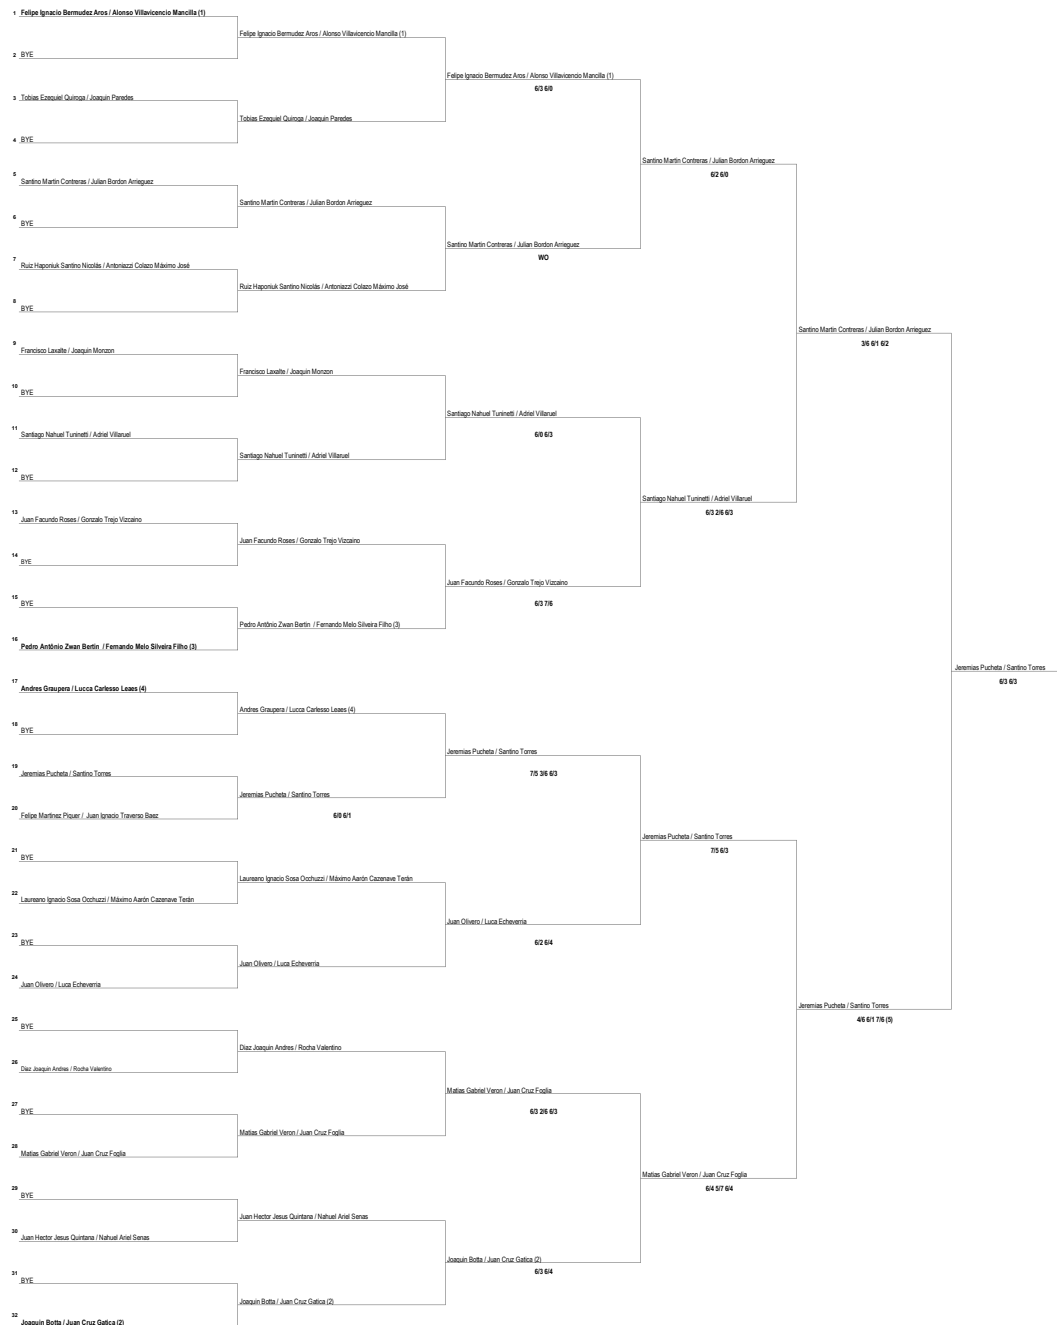 1 Felipe Ignacio Bermudez Aros / Alonso Villavicencio Mancilla (1)
Felipe Ignacio Bermudez Aros / Alonso Villavicencio Mancilla (1)
2 BYE
Felipe Ignacio Bermudez Aros / Alonso Villavicencio Mancilla (1)
6/3 6/0
3 Tobias Ezequiel Quiroga / Joaquin Paredes
Tobias Ezequiel Quiroga / Joaquin Paredes
4 BYE
Santino Martin Contreras / Julian Bordon Arrieguez
6/2 6/0
5 Santino Martin Contreras / Julian Bordon Arrieguez
Santino Martin Contreras / Julian Bordon Arrieguez
6 BYE
Santino Martin Contreras / Julian Bordon Arrieguez
WO
7 Ruiz Haponiuk Santino Nicolás / Antoniazzi Colazo Máximo José
Ruiz Haponiuk Santino Nicolás / Antoniazzi Colazo Máximo José
8 BYE
Santino Martin Contreras / Julian Bordon Arrieguez
3/6 6/1 6/2
9 Francisco Laxalte / Joaquin Monzon
Francisco Laxalte / Joaquin Monzon
10 BYE
Santiago Nahuel Tuninetti / Adriel Villaruel
6/0 6/3
11 Santiago Nahuel Tuninetti / Adriel Villaruel
Santiago Nahuel Tuninetti / Adriel Villaruel
12 BYE
Santiago Nahuel Tuninetti / Adriel Villaruel
6/3 2/6 6/3
13 Juan Facundo Roses / Gonzalo Trejo Vizcaino
Juan Facundo Roses / Gonzalo Trejo Vizcaino
14 BYE
Juan Facundo Roses / Gonzalo Trejo Vizcaino
6/3 7/6
15 BYE
Pedro Antônio Zwan Bertin / Fernando Melo Silveira Filho (3)
16 Pedro Antônio Zwan Bertin / Fernando Melo Silveira Filho (3)
Jeremias Pucheta / Santino Torres
6/3 6/3
17 Andres Graupera / Lucca Carlesso Leaes (4)
Andres Graupera / Lucca Carlesso Leaes (4)
18 BYE
Jeremias Pucheta / Santino Torres
7/5 3/6 6/3
19 Jeremias Pucheta / Santino Torres
Jeremias Pucheta / Santino Torres
6/0 6/1
20 Felipe Martinez Piquer / Juan Ignacio Traverso Baez
Jeremias Pucheta / Santino Torres
7/5 6/3
21 BYE
Laureano Ignacio Sosa Occhuzzi / Máximo Aarón Cazenave Terán
22 Laureano Ignacio Sosa Occhuzzi / Máximo Aarón Cazenave Terán
Juan Olivero / Luca Echeverria
6/2 6/4
23 BYE
Juan Olivero / Luca Echeverria
24 Juan Olivero / Luca Echeverria
Jeremias Pucheta / Santino Torres
4/6 6/1 7/6 (5)
25 BYE
Diaz Joaquin Andres / Rocha Valentino
26 Diaz Joaquin Andres / Rocha Valentino
Matias Gabriel Veron / Juan Cruz Foglia
6/3 2/6 6/3
27 BYE
Matias Gabriel Veron / Juan Cruz Foglia
28 Matias Gabriel Veron / Juan Cruz Foglia
Matias Gabriel Veron / Juan Cruz Foglia
6/4 5/7 6/4
29 BYE
Juan Hector Jesus Quintana / Nahuel Ariel Senas
30 Juan Hector Jesus Quintana / Nahuel Ariel Senas
Joaquin Botta / Juan Cruz Gatica (2)
6/3 6/4
31 BYE
Joaquin Botta / Juan Cruz Gatica (2)
32 Joaquin Botta / Juan Cruz Gatica (2)